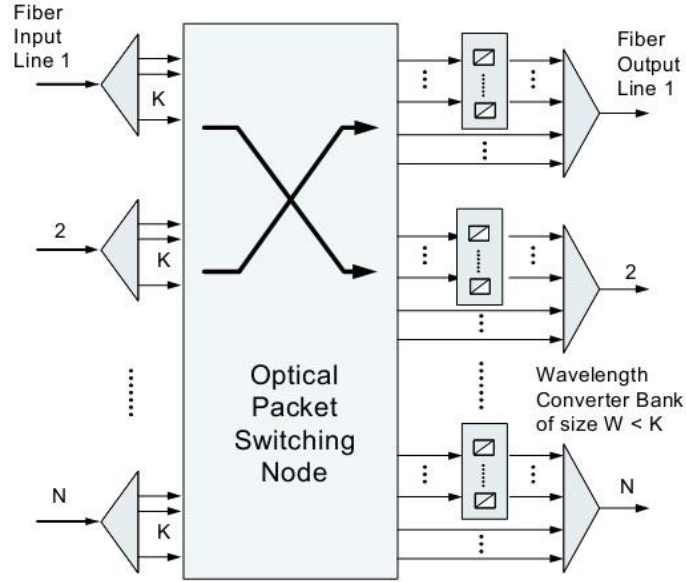 Fiber
Input
Line 1
K
Fiber
Output
Line 1
2
K
2
Optical
Packet
Switching
Node
Wavelength
Converter Bank
of size W < K
N
K
N